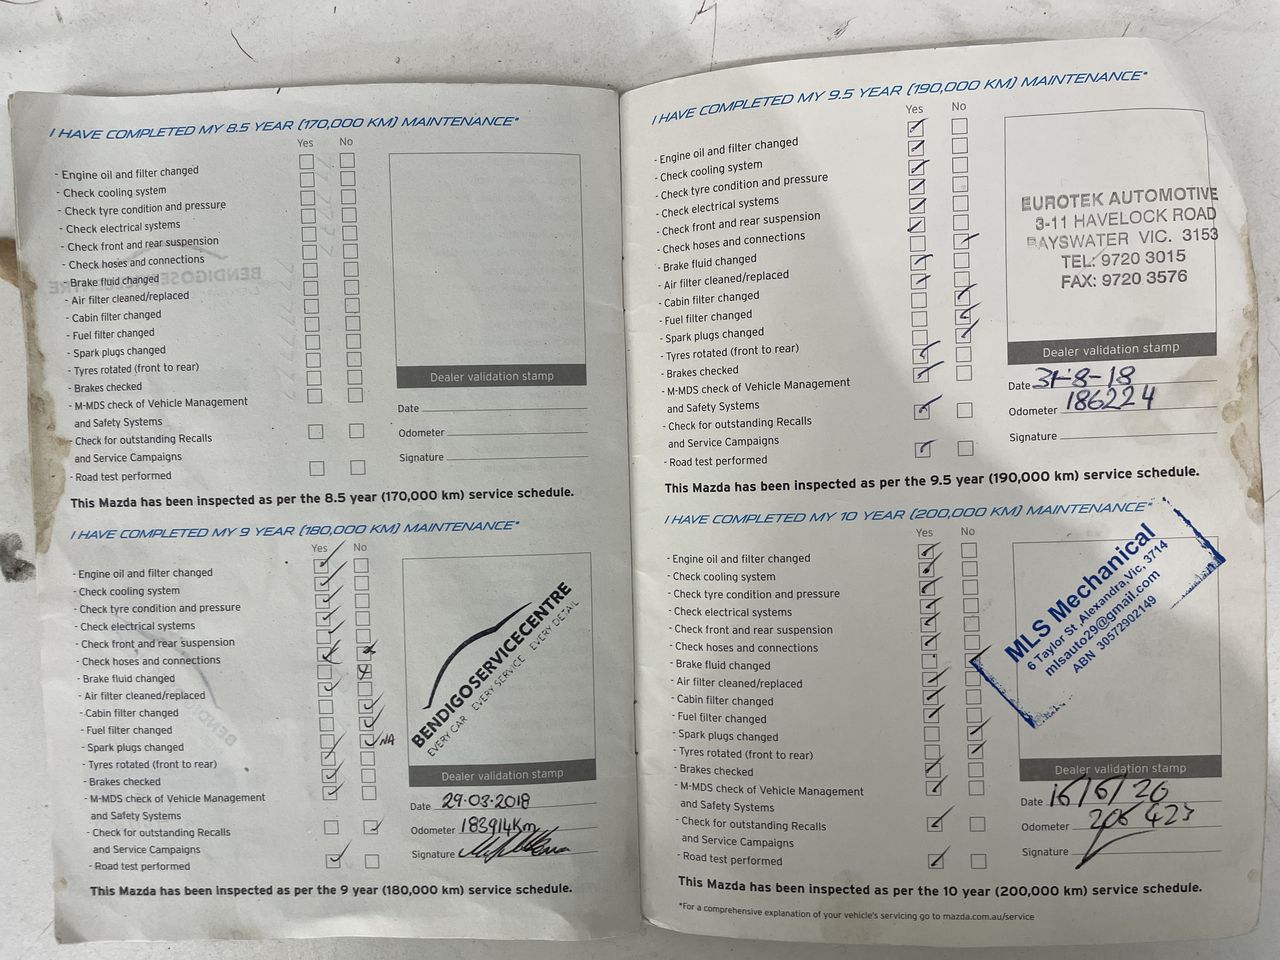 I HAVE COMPLETED MY 8.5 YEAR (170,000 KM) MAINTENANCE*
Yes No
- Engine oil and filter changed
- Check cooling system
- Check tyre condition and pressure
- Check electrical systems
- Check front and rear suspension
- Check hoses and connections
- Brake fluid changed
- Air filter cleaned/replaced
- Cabin filter changed
- Fuel filter changed
- Spark plugs changed
- Tyres rotated (front to rear)
- Brakes checked
- M-MDS check of Vehicle Management
and Safety Systems
- Check for outstanding Recalls
and Service Campaigns
- Road test performed
Dealer validation stamp
Date
Odometer
Signature
This Mazda has been inspected as per the 8.5 year (170,000 km) service schedule.
I HAVE COMPLETED MY 9 YEAR (180,000 KM) MAINTENANCE*
Yes No
- Engine oil and filter changed
- Check cooling system
- Check tyre condition and pressure
- Check electrical systems
- Check front and rear suspension
- Check hoses and connections
- Brake fluid changed
- Air filter cleaned/replaced
- Cabin filter changed
- Fuel filter changed
- Spark plugs changed
NA
- Tyres rotated (front to rear)
- Brakes checked
- M-MDS check of Vehicle Management
and Safety Systems
- Check for outstanding Recalls
and Service Campaigns
- Road test performed
BENDIGOSERVICECENTRE
EVERY CAR EVERY SERVICE EVERY DETAIL
Dealer validation stamp
Date 29.03.2018
Odometer 183914Km
Signature
This Mazda has been inspected as per the 9 year (180,000 km) service schedule.
I HAVE COMPLETED MY 9.5 YEAR (190,000 KM) MAINTENANCE*
Yes No
- Engine oil and filter changed
- Check cooling system
- Check tyre condition and pressure
- Check electrical systems
- Check front and rear suspension
- Check hoses and connections
- Brake fluid changed
- Air filter cleaned/replaced
- Cabin filter changed
- Fuel filter changed
- Spark plugs changed
- Tyres rotated (front to rear)
- Brakes checked
- M-MDS check of Vehicle Management
and Safety Systems
- Check for outstanding Recalls
and Service Campaigns
- Road test performed
EUROTEK AUTOMOTIVE
3-11 HAVELOCK ROAD
BAYSWATER VIC. 3153
TEL: 9720 3015
FAX: 9720 3576
Dealer validation stamp
Date 31-8-18
Odometer 186224
Signature
This Mazda has been inspected as per the 9.5 year (190,000 km) service schedule.
I HAVE COMPLETED MY 10 YEAR (200,000 KM) MAINTENANCE*
Yes No
- Engine oil and filter changed
- Check cooling system
- Check tyre condition and pressure
- Check electrical systems
- Check front and rear suspension
- Check hoses and connections
- Brake fluid changed
- Air filter cleaned/replaced
- Cabin filter changed
- Fuel filter changed
- Spark plugs changed
- Tyres rotated (front to rear)
- Brakes checked
- M-MDS check of Vehicle Management
and Safety Systems
- Check for outstanding Recalls
and Service Campaigns
- Road test performed
MLS Mechanical
6 Taylor St ,Alexandra,Vic, 3714
mlsauto29@gmail.com
ABN 30572902149
Dealer validation stamp
Date 16/6/20
Odometer 206423
Signature
This Mazda has been inspected as per the 10 year (200,000 km) service schedule.
*For a comprehensive explanation of your vehicle's servicing go to mazda.com.au/service